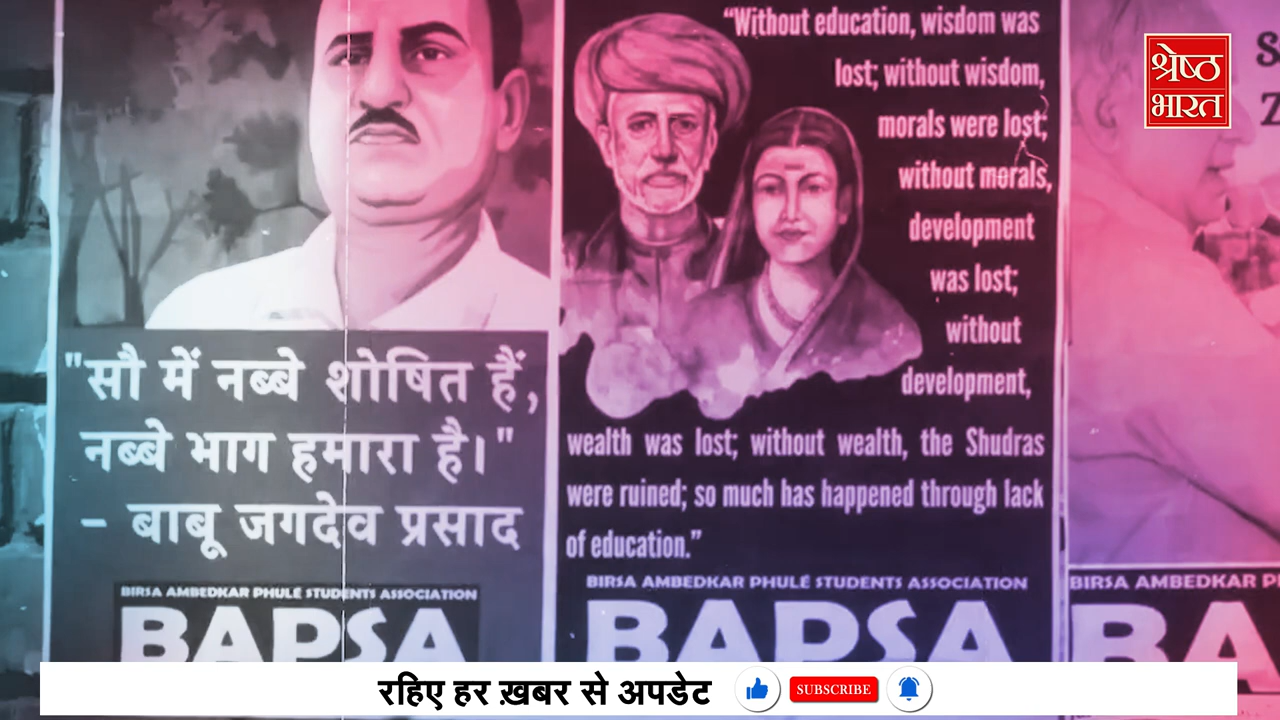 "सौ में नब्बे शोषित हैं,
नब्बे भाग हमारा है।"
– बाबू जगदेव प्रसाद
BIRSA AMBEDKAR PHULE STUDENTS ASSOCIATION
BAPSA
“Without education, wisdom was
lost; without wisdom,
morals were lost;
without morals,
development
was lost;
without
development,
wealth was lost; without wealth, the Shudras
were ruined; so much has happened through lack
of education.”
BIRSA AMBEDKAR PHULE STUDENTS ASSOCIATION
BAPSA
BIRSA AMBEDKAR
श्रेष्ठ
भारत
रहिए हर ख़बर से अपडेट
SUBSCRIBE